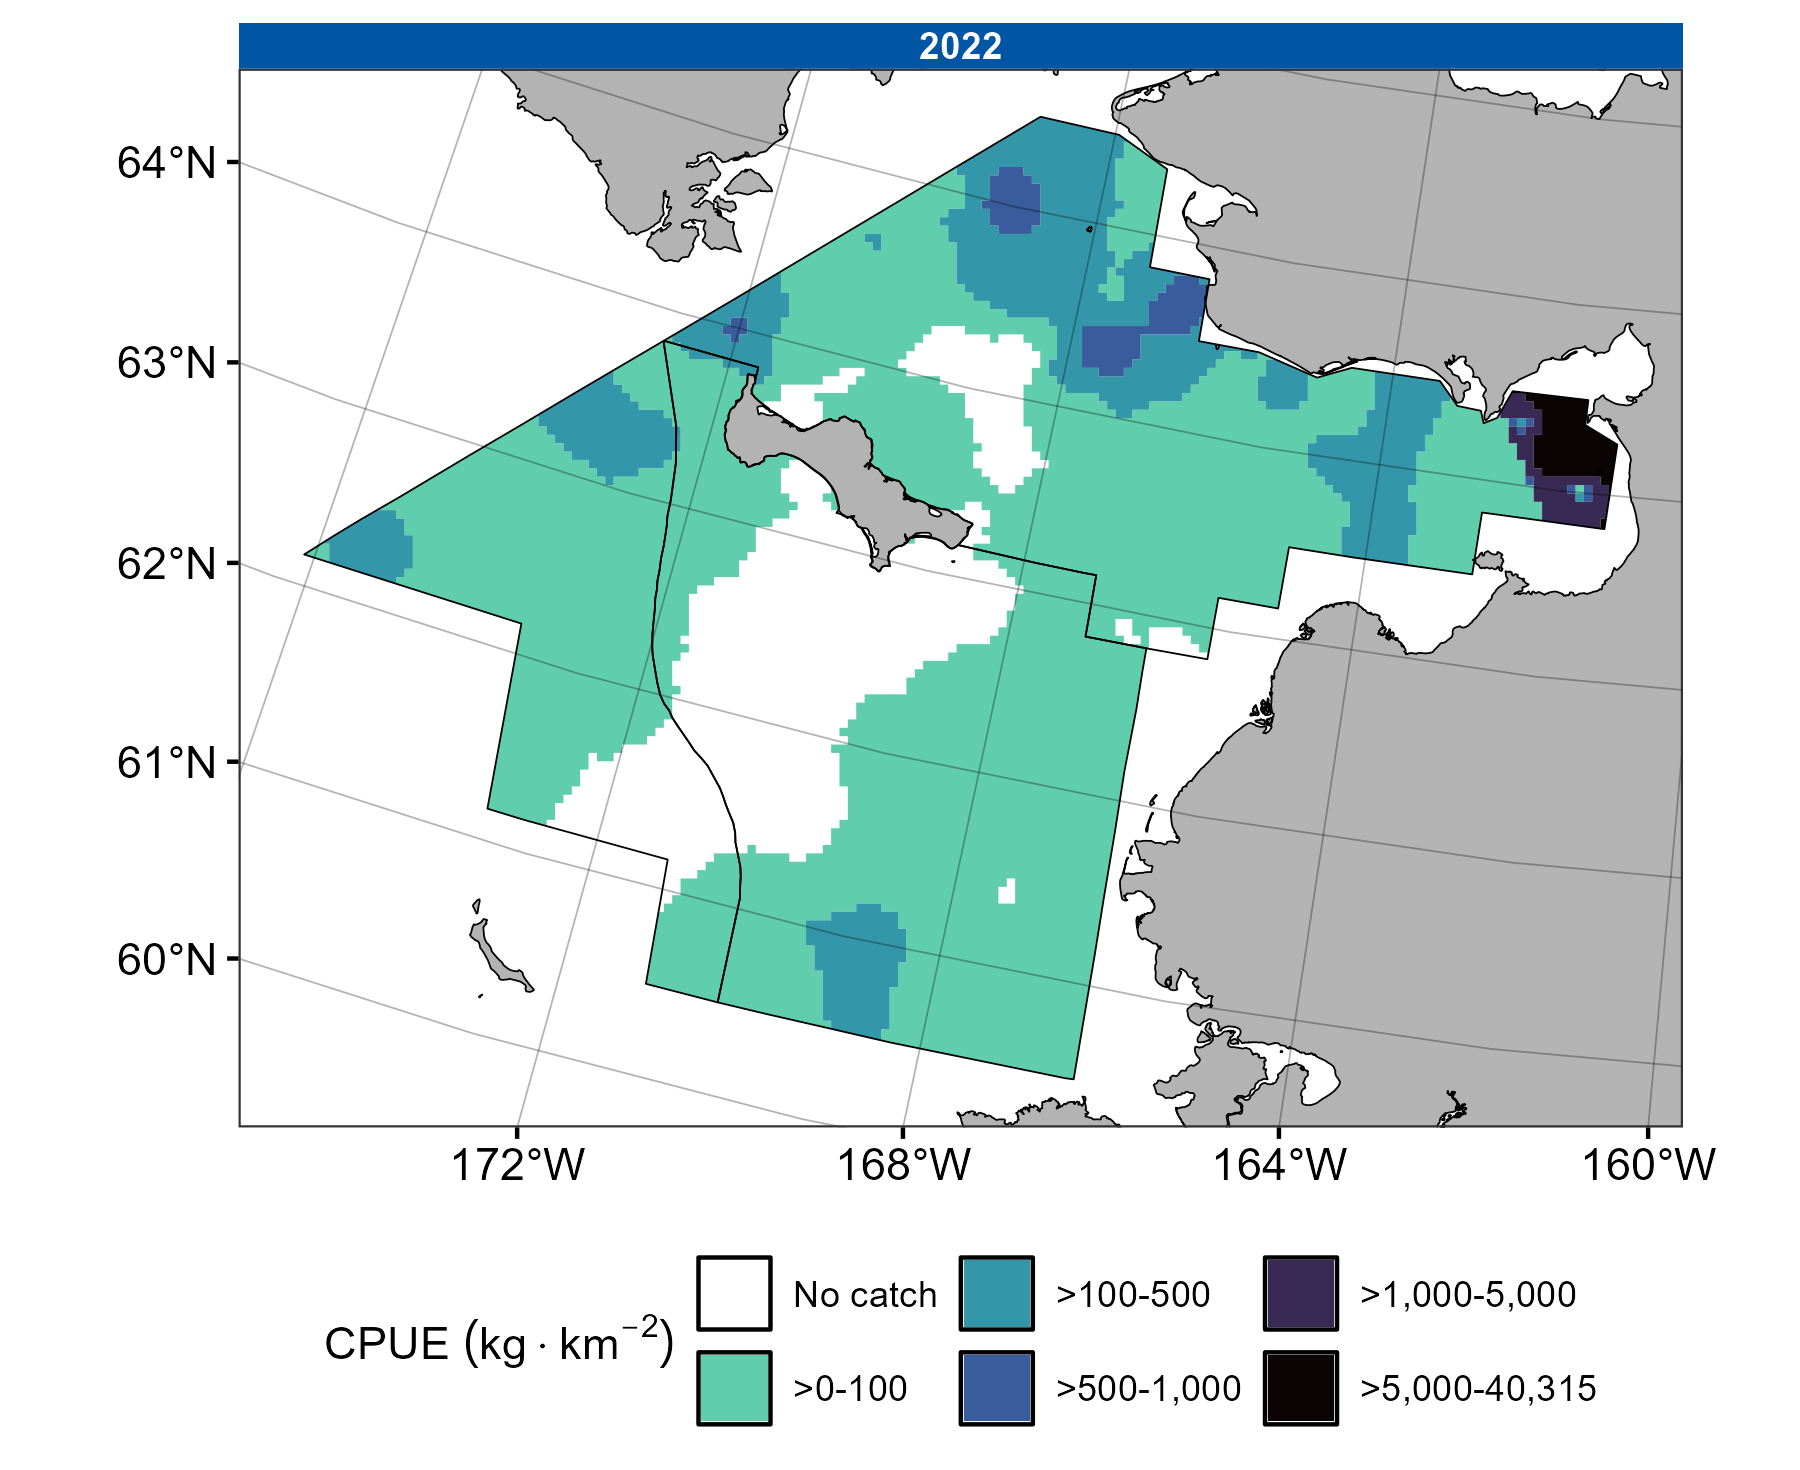 2022
64°N
63°N
62°N
61°N
60°N
172°W 168°W 164°W 160°W
CPUE (kg · km⁻²)
No catch >100-500 >1,000-5,000
>0-100 >500-1,000 >5,000-40,315